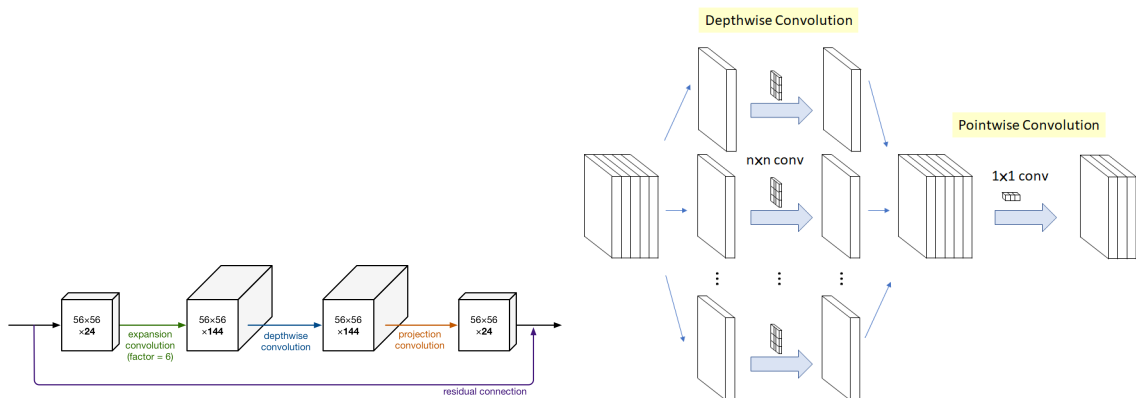 56×56
×24
expansion
convolution
(factor = 6)
56×56
×144
depthwise
convolution
56×56
×144
projection
convolution
56×56
×24
residual connection
Depthwise Convolution
nxn conv
Pointwise Convolution
1x1 conv